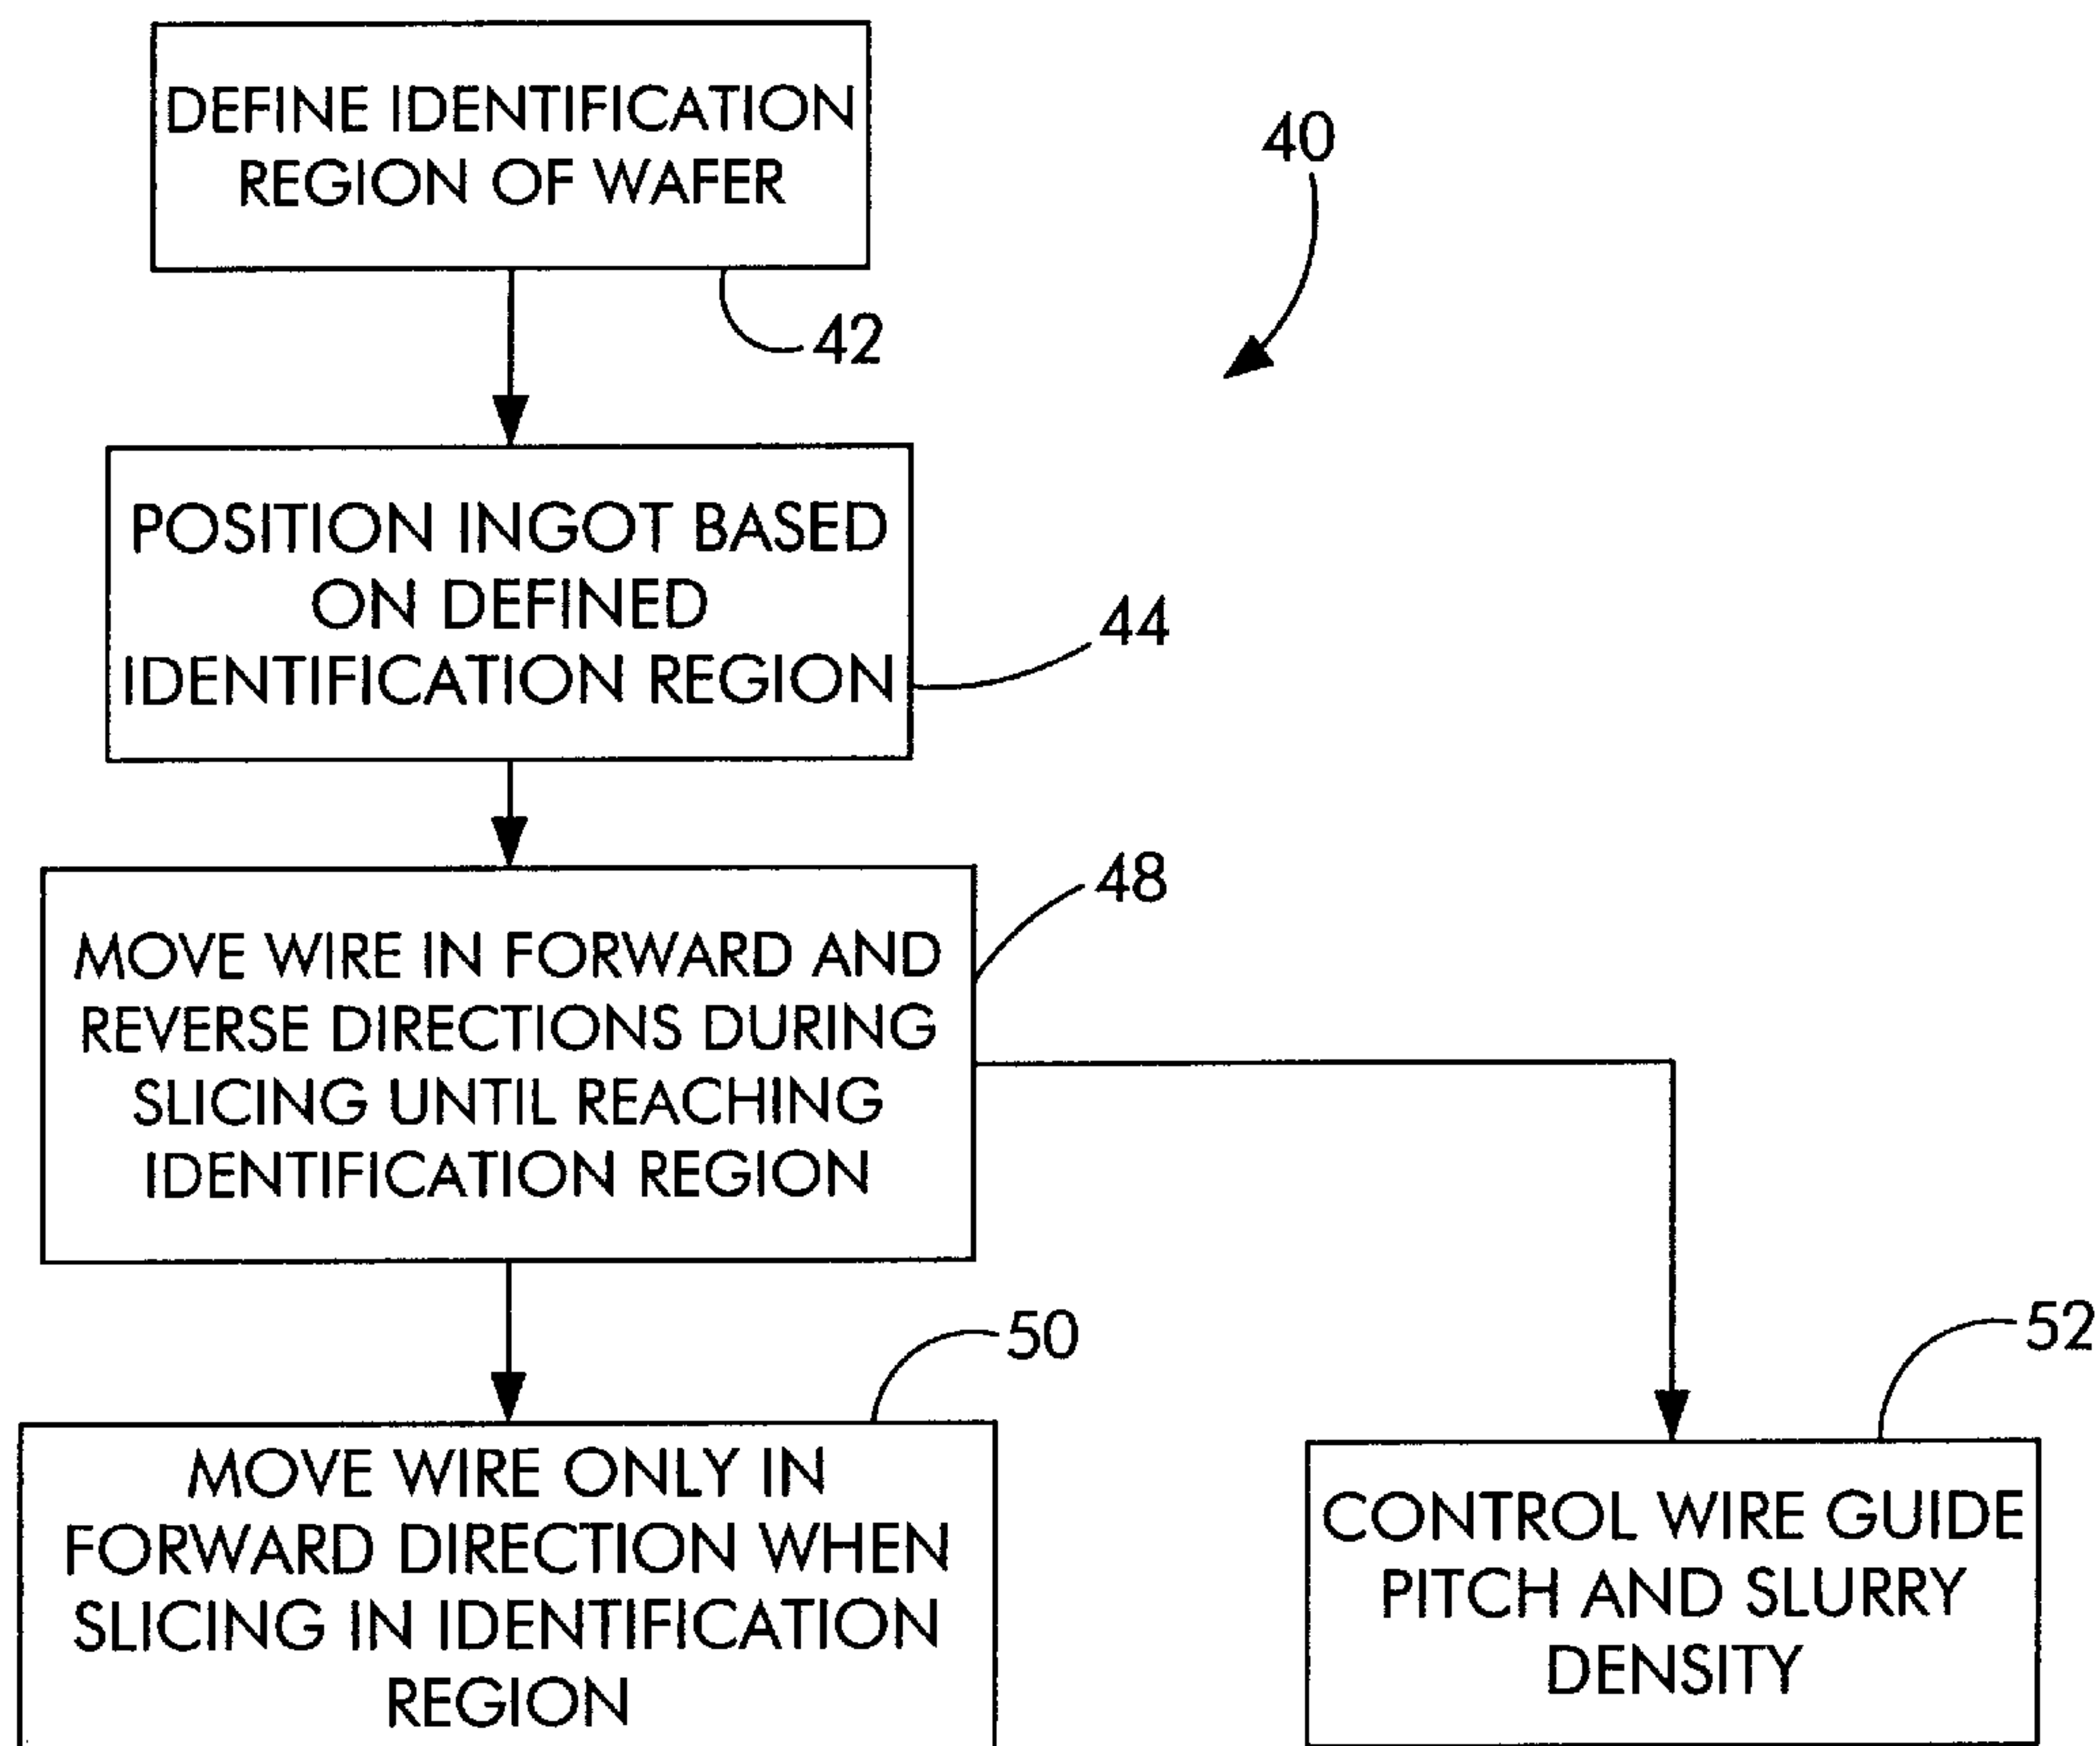 DEFINE IDENTIFICATION
REGION OF WAFER
40
42
POSITION INGOT BASED
ON DEFINED
IDENTIFICATION REGION
44
48
MOVE WIRE IN FORWARD AND
REVERSE DIRECTIONS DURING
SLICING UNTIL REACHING
IDENTIFICATION REGION
50
52
MOVE WIRE ONLY IN
FORWARD DIRECTION WHEN
SLICING IN IDENTIFICATION
REGION
CONTROL WIRE GUIDE
PITCH AND SLURRY
DENSITY